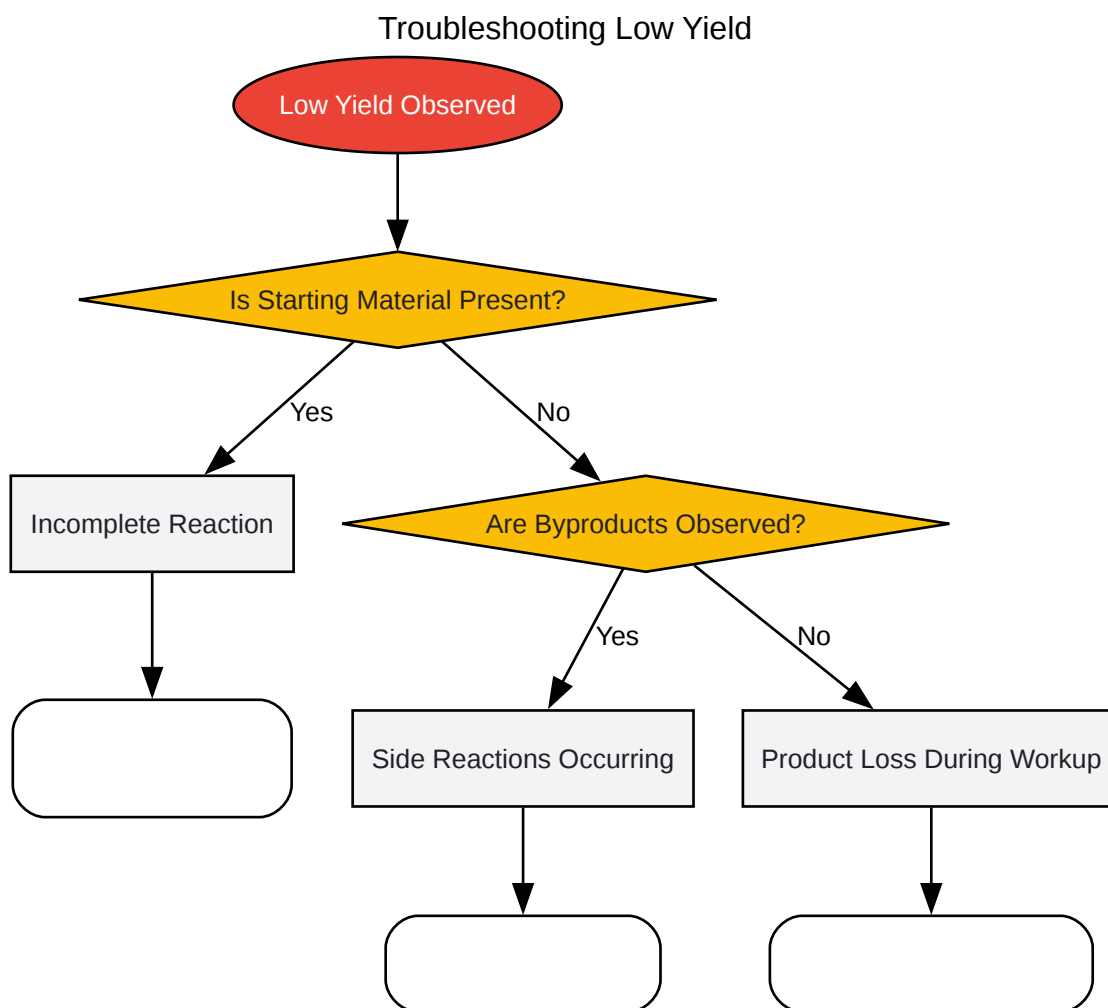 Troubleshooting Low Yield
Low Yield Observed
Is Starting Material Present?
Yes
No
Incomplete Reaction
Are Byproducts Observed?
Yes
No
Side Reactions Occurring
Product Loss During Workup